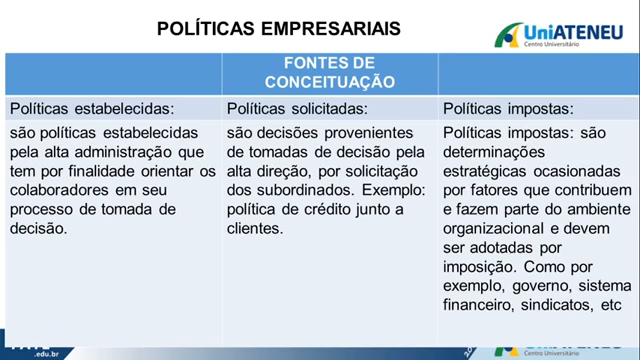 POLÍTICAS EMPRESARIAIS
UniATENEU
Centro Universitário
FONTES DE
CONCEITUAÇÃO
Políticas estabelecidas:
são políticas estabelecidas
pela alta administração que
tem por finalidade orientar os
colaboradores em seu
processo de tomada de
decisão.
Políticas solicitadas:
são decisões provenientes
de tomadas de decisão pela
alta direção, por solicitação
dos subordinados. Exemplo:
política de crédito junto a
clientes.
Políticas impostas:
Políticas impostas: são
determinações
estratégicas ocasionadas
por fatores que contribuem
e fazem parte do ambiente
organizacional e devem
ser adotadas por
imposição. Como por
exemplo, governo, sistema
financeiro, sindicatos, etc
.edu.br
UniATENEU
Centro Universitário